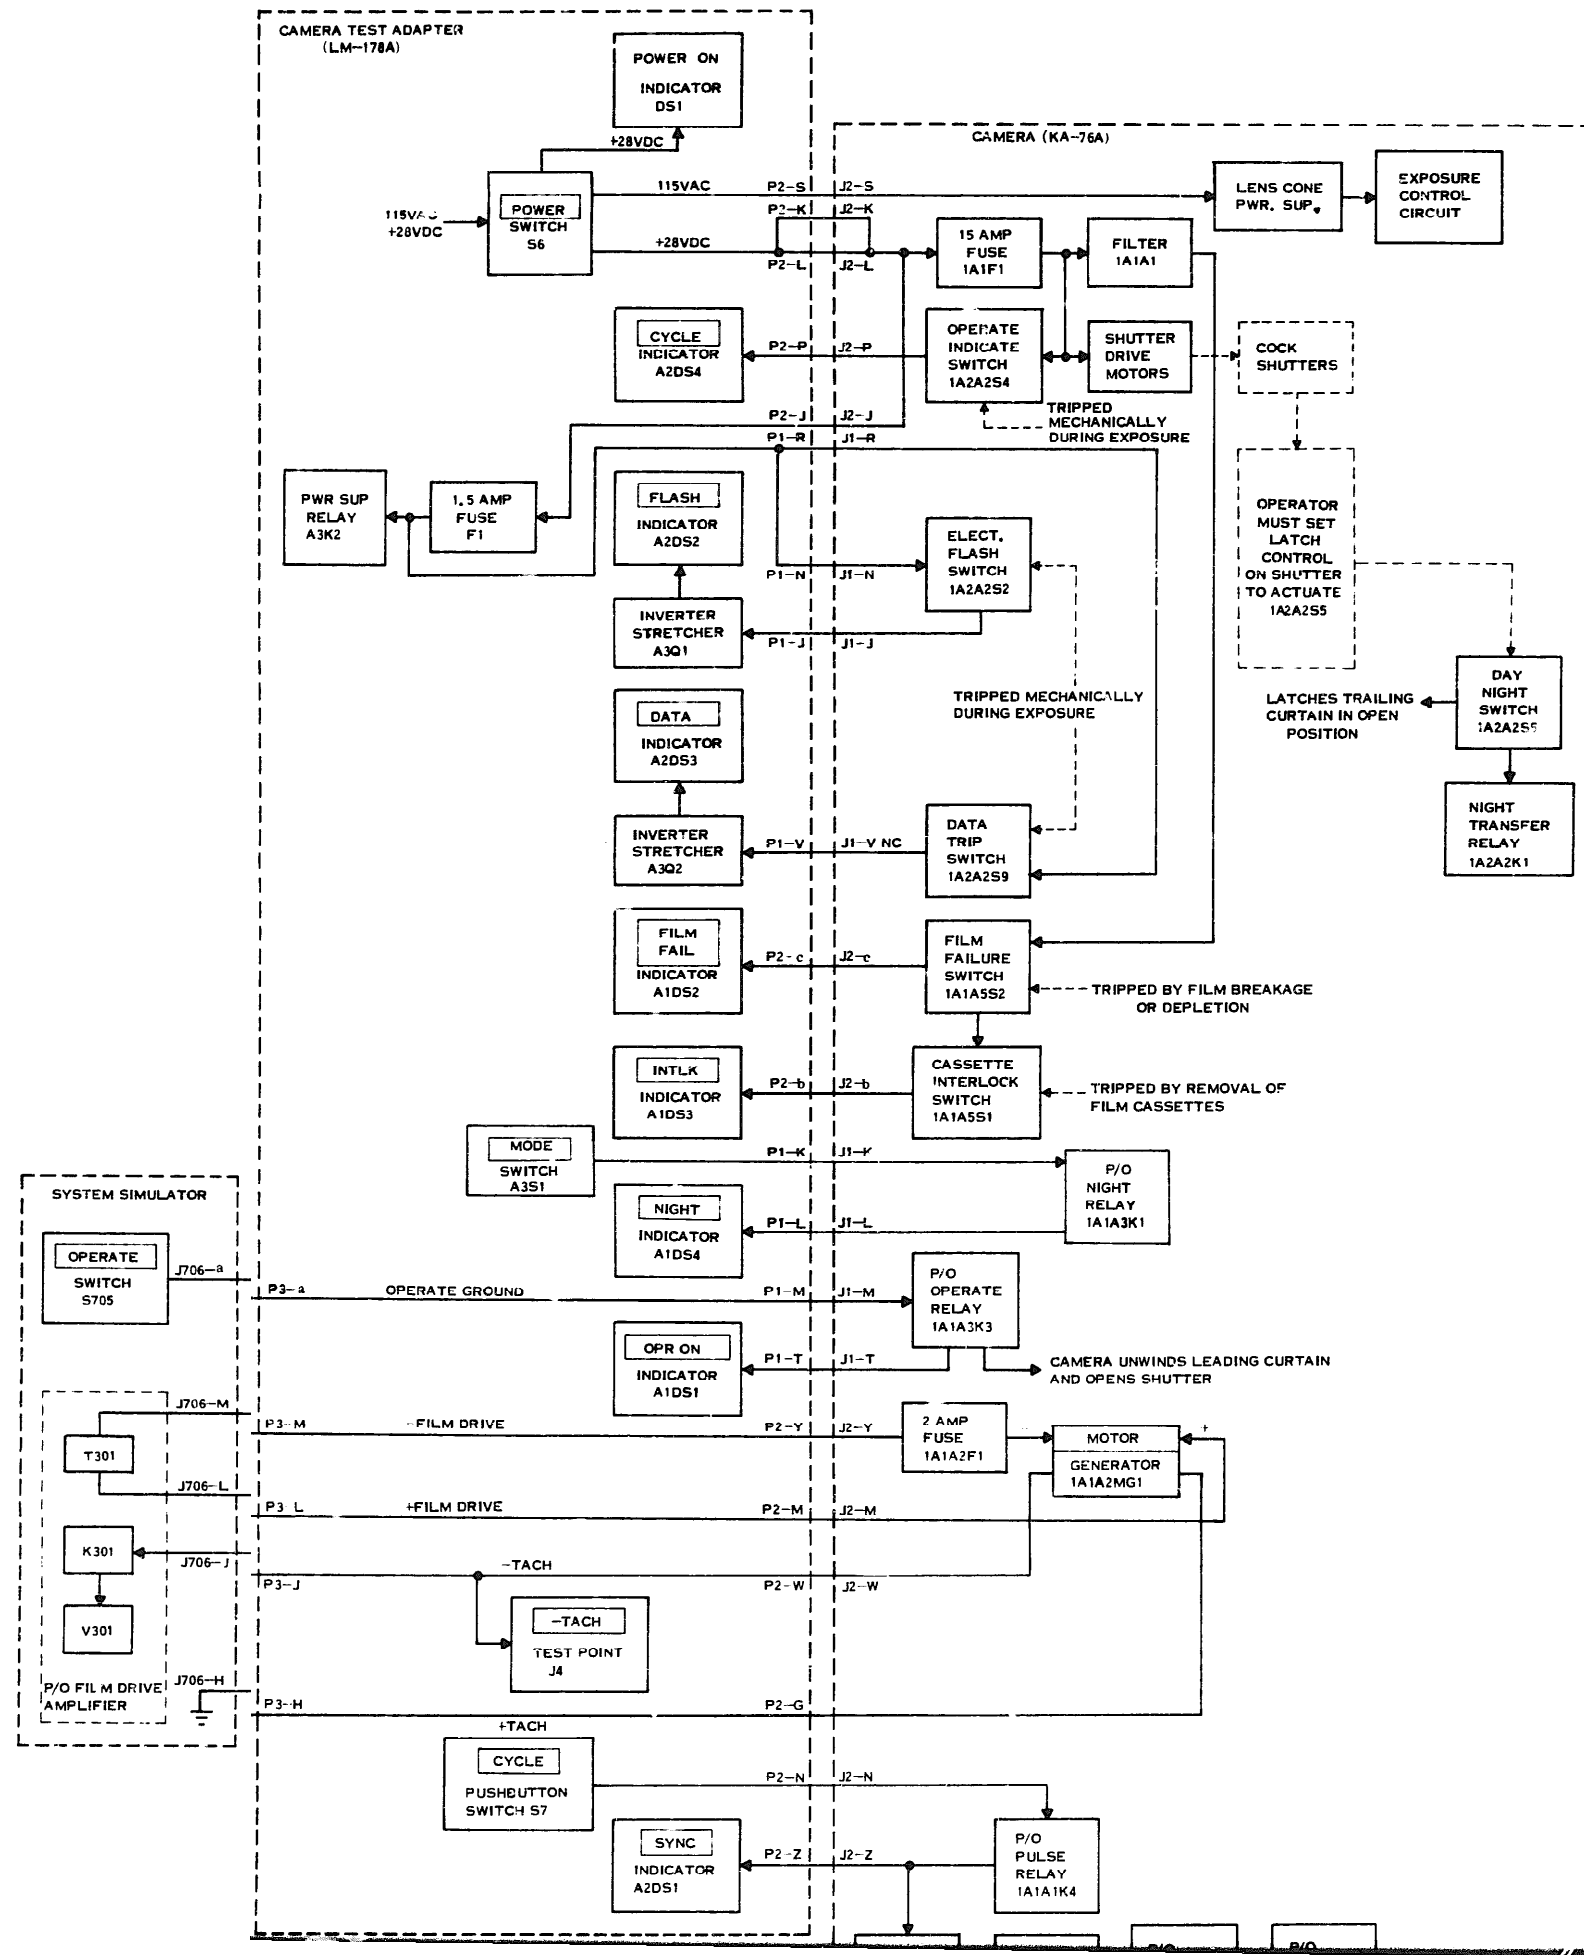 CAMERA TEST ADAPTER
(LM-178A)
POWER ON
INDICATOR
DS1
+28VDC
CAMERA (KA-76A)
115VAC
+28VDC
POWER
SWITCH
S6
115VAC
P2-S
J2-S
P2-K
J2-K
+28VDC
P2-L
J2-L
LENS CONE
PWR. SUP.
EXPOSURE
CONTROL
CIRCUIT
15 AMP
FUSE
1A1F1
FILTER
1A1A1
CYCLE
INDICATOR
A2DS4
P2-P
J2-P
OPERATE
INDICATE
SWITCH
1A2A2S4
SHUTTER
DRIVE
MOTORS
COCK
SHUTTERS
TRIPPED
MECHANICALLY
DURING EXPOSURE
P2-J
J2-J
P1-R
J1-R
PWR SUP
RELAY
A3K2
1.5 AMP
FUSE
F1
FLASH
INDICATOR
A2DS2
ELECT.
FLASH
SWITCH
1A2A2S2
OPERATOR
MUST SET
LATCH
CONTROL
ON SHUTTER
TO ACTUATE
1A2A2S5
P1-N
J1-N
INVERTER
STRETCHER
A3Q1
P1-J
J1-J
TRIPPED MECHANICALLY
DURING EXPOSURE
LATCHES TRAILING
CURTAIN IN OPEN
POSITION
DAY
NIGHT
SWITCH
1A2A2S5
DATA
INDICATOR
A2DS3
NIGHT
TRANSFER
RELAY
1A2A2K1
INVERTER
STRETCHER
A3Q2
P1-V
J1-V NC
DATA
TRIP
SWITCH
1A2A2S9
FILM
FAIL
INDICATOR
A1DS2
P2-c
J2-c
FILM
FAILURE
SWITCH
1A1A5S2
TRIPPED BY FILM BREAKAGE
OR DEPLETION
INTLK
INDICATOR
A1DS3
P2-b
J2-b
CASSETTE
INTERLOCK
SWITCH
1A1A5S1
TRIPPED BY REMOVAL OF
FILM CASSETTES
MODE
SWITCH
A3S1
P1-K
J1-K
P/O
NIGHT
RELAY
1A1A3K1
NIGHT
INDICATOR
A1DS4
P1-L
J1-L
SYSTEM SIMULATOR
OPERATE
SWITCH
S705
J706-a
P3-a
OPERATE GROUND
P1-M
J1-M
P/O
OPERATE
RELAY
1A1A3K3
OPR ON
INDICATOR
A1DS1
P1-T
J1-T
CAMERA UNWINDS LEADING CURTAIN
AND OPENS SHUTTER
J706-M
P3-M
-FILM DRIVE
P2-Y
J2-Y
2 AMP
FUSE
1A1A2F1
MOTOR
+
GENERATOR
1A1A2MG1
T301
J706-L
P3-L
+FILM DRIVE
P2-M
J2-M
K301
J706-J
P3-J
-TACH
P2-W
J2-W
V301
-TACH
TEST POINT
J4
P/O FILM DRIVE
AMPLIFIER
J706-H
P3-H
P2-G
+TACH
CYCLE
PUSHBUTTON
SWITCH S7
P2-N
J2-N
SYNC
INDICATOR
A2DS1
P2-Z
J2-Z
P/O
PULSE
RELAY
1A1A1K4
P/O
P/O